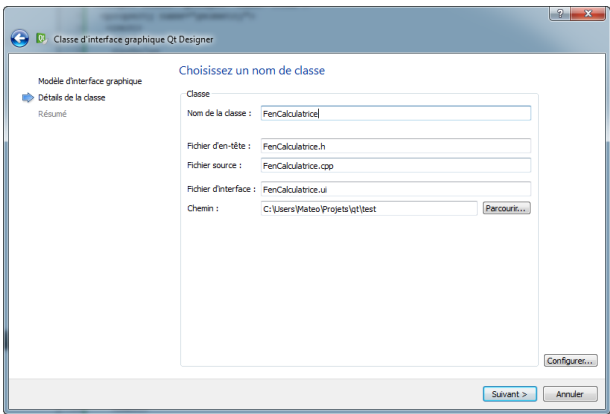 Classe d'interface graphique Qt Designer
Choisissez un nom de classe
Modèle d'interface graphique
Détails de la classe
Résumé
Classe
Nom de la classe : FenCalculatrice
Fichier d'en-tête : FenCalculatrice.h
Fichier source : FenCalculatrice.cpp
Fichier d'interface : FenCalculatrice.ui
Chemin : C:\Users\Mateo\Projets\qt\test Parcourir...
Configurer...
Suivant > Annuler